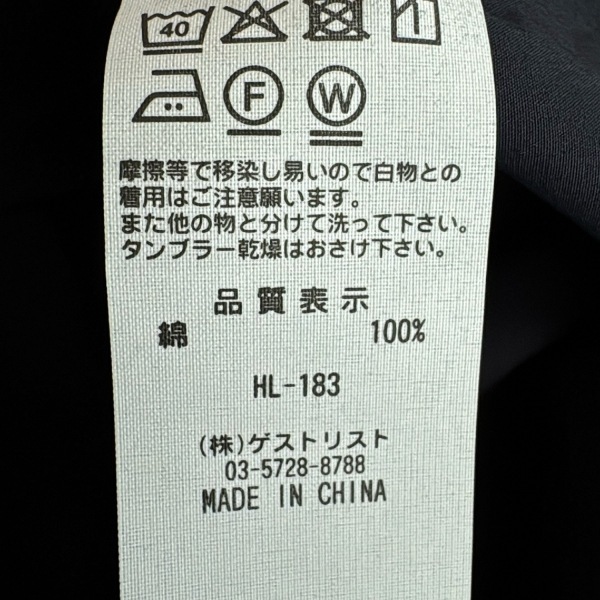 40
F W
摩擦等で移染し易いので白物との
着用はご注意願います。
また他の物と分けて洗って下さい。
タンブラー乾燥はおさけ下さい。
品質表示
綿 100%
HL-183
(株)ゲストリスト
03-5728-8788
MADE IN CHINA